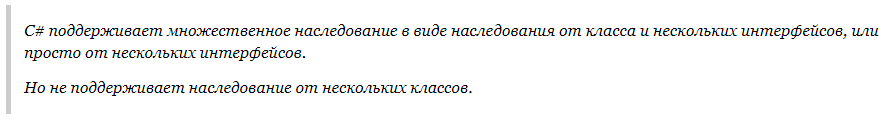 C# поддерживает множественное наследование в виде наследования от класса и нескольких интерфейсов, или
просто от нескольких интерфейсов.
Но не поддерживает наследование от нескольких классов.